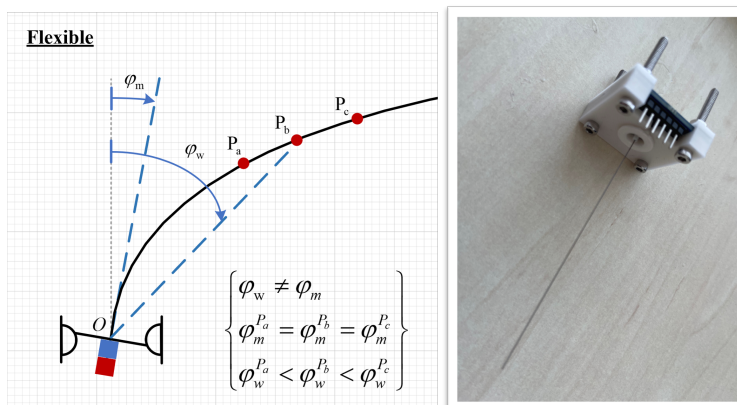 Flexible
φm
φw
Pa
Pb
Pc
O
φw ≠ φm
φm^Pa = φm^Pb = φm^Pc
φw^Pa < φw^Pb < φw^Pc